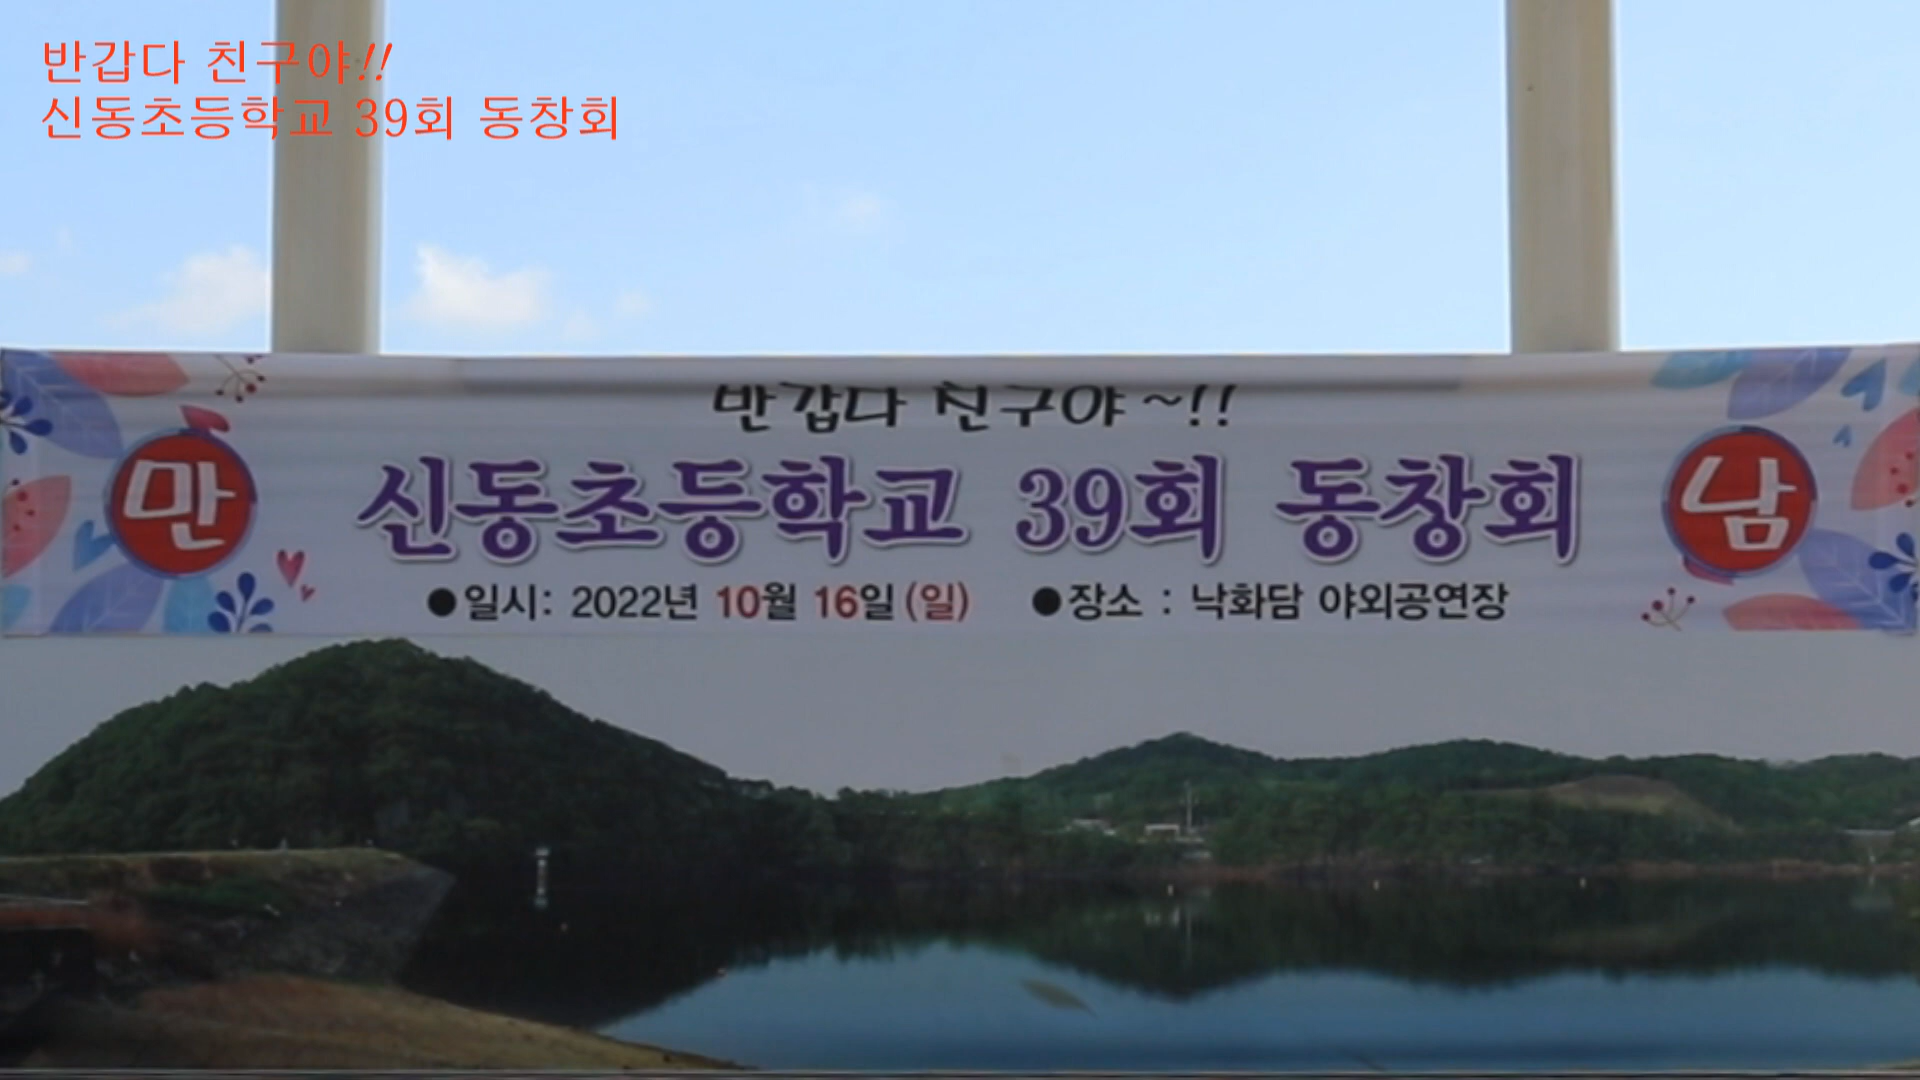 반갑다 친구야!!
신동초등학교 39회 동창회
반갑다 친구야~!!
만
신동초등학교 39회 동창회
남
●일시: 2022년 10월 16일(일) ●장소 : 낙화담 야외공연장